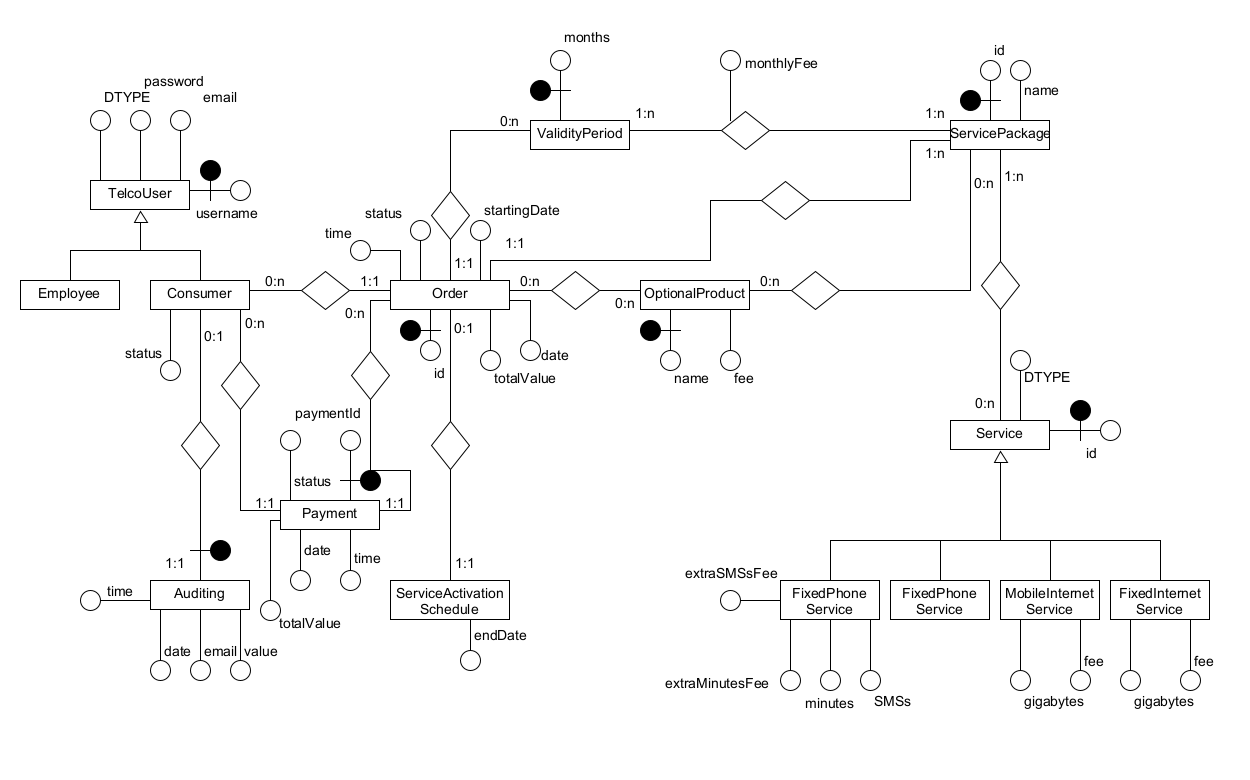 months
id
monthlyFee
password
DTYPE
email
name
0:n
1:n
1:n
ValidityPeriod
ServicePackage
1:n
0:n
1:n
TelcoUser
username
status
startingDate
time
1:1
1:1
0:n
1:1
0:n
0:n
Employee
Consumer
Order
OptionalProduct
0:n
0:n
0:1
0:n
0:1
status
id
date
totalValue
name
fee
DTYPE
0:n
paymentId
Service
id
status
1:1
1:1
Payment
date
time
1:1
1:1
extraSMSsFee
time
Auditing
ServiceActivation
Schedule
FixedPhone
Service
FixedPhone
Service
MobileInternet
Service
FixedInternet
Service
totalValue
endDate
date
email
value
fee
fee
extraMinutesFee
minutes
SMSs
gigabytes
gigabytes